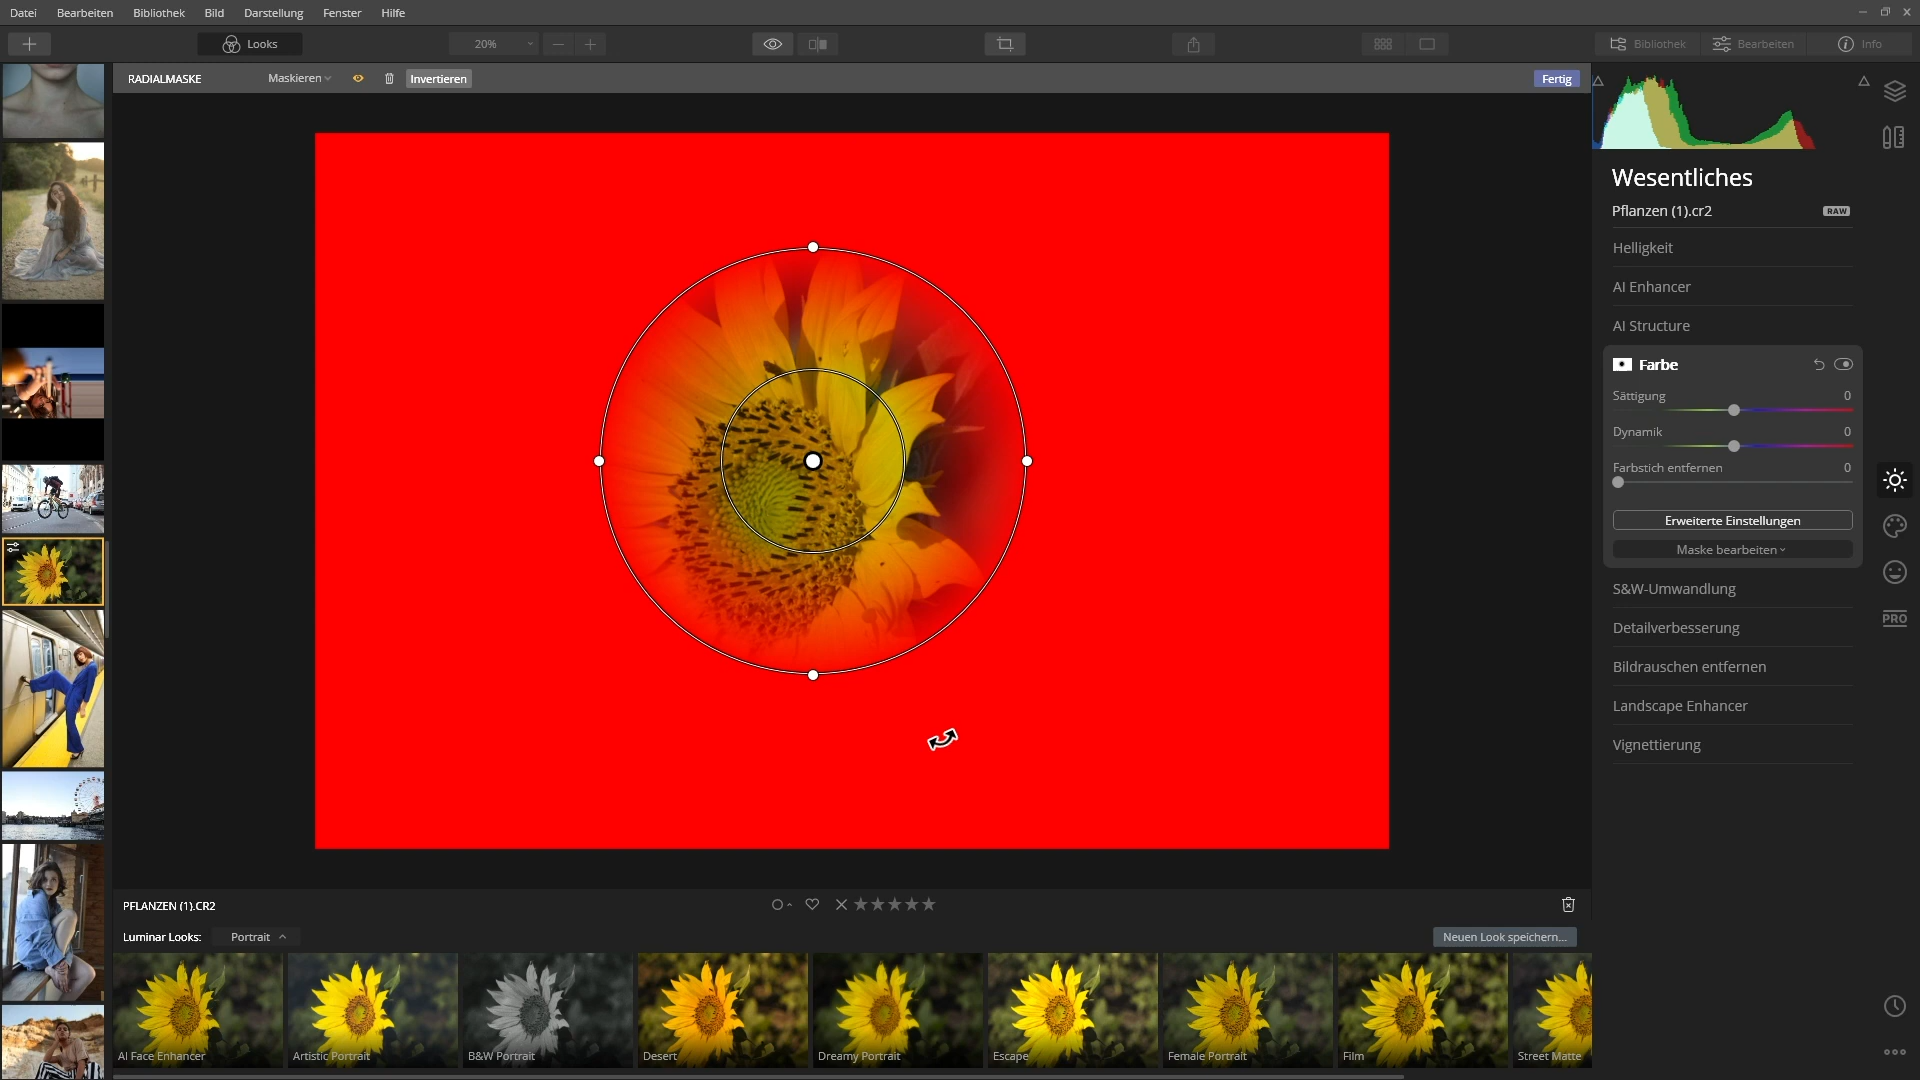 Datei Bearbeiten Bibliothek Bild Darstellung Fenster Hilfe
Looks 20% Bibliothek Bearbeiten Info
RADIALMASKE Maskieren Invertieren Fertig
Wesentliches
Pflanzen (1).cr2 RAW
Helligkeit
AI Enhancer
AI Structure
Farbe
Sättigung 0
Dynamik 0
Farbstich entfernen 0
Erweiterte Einstellungen
Maske bearbeiten
S&W-Umwandlung
Detailverbesserung
Bildrauschen entfernen
Landscape Enhancer
Vignettierung
PRO
PFLANZEN (1).CR2
Luminar Looks: Portrait Neuen Look speichern...
AI Face Enhancer Artistic Portrait B&W Portrait Desert Dreamy Portrait Escape Female Portrait Film Street Matte